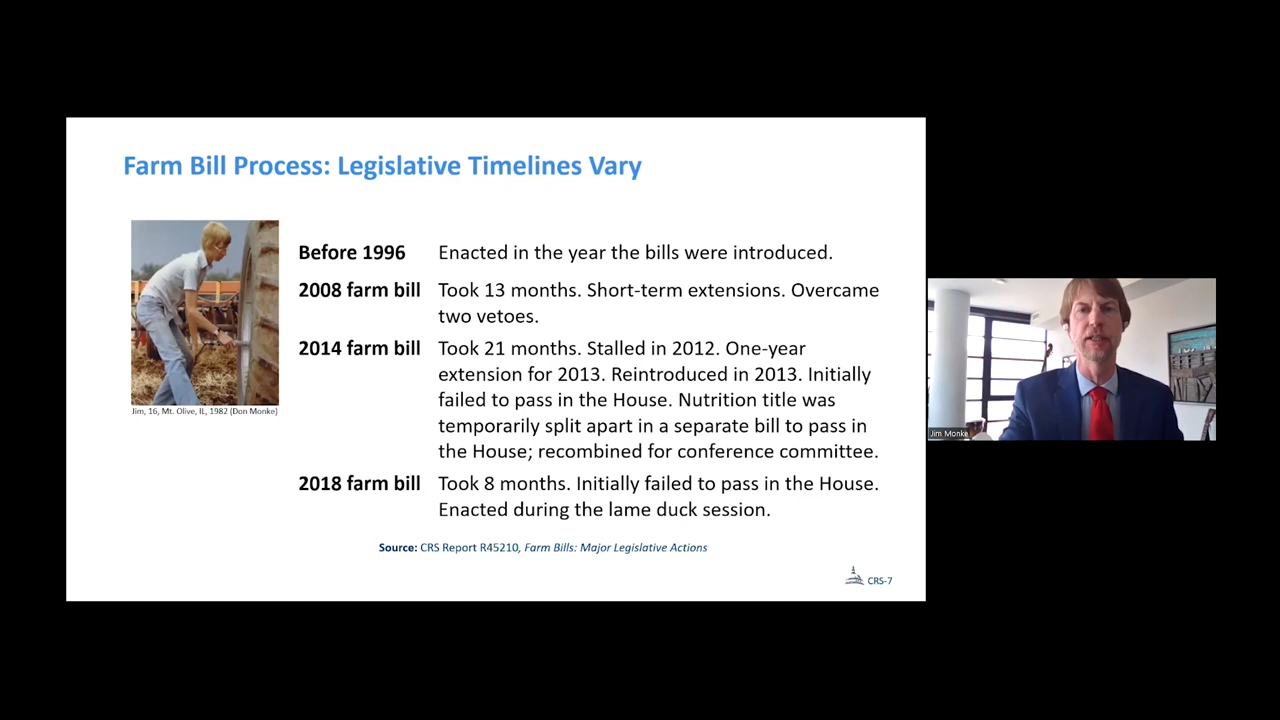 Farm Bill Process: Legislative Timelines Vary
Jim, 16, Mt. Olive, IL, 1982 (Don Monke)
Before 1996 Enacted in the year the bills were introduced.
2008 farm bill Took 13 months. Short-term extensions. Overcame
two vetoes.
2014 farm bill Took 21 months. Stalled in 2012. One-year
extension for 2013. Reintroduced in 2013. Initially
failed to pass in the House. Nutrition title was
temporarily split apart in a separate bill to pass in
the House; recombined for conference committee.
2018 farm bill Took 8 months. Initially failed to pass in the House.
Enacted during the lame duck session.
Source: CRS Report R45210, Farm Bills: Major Legislative Actions
CRS-7
Jim Monke